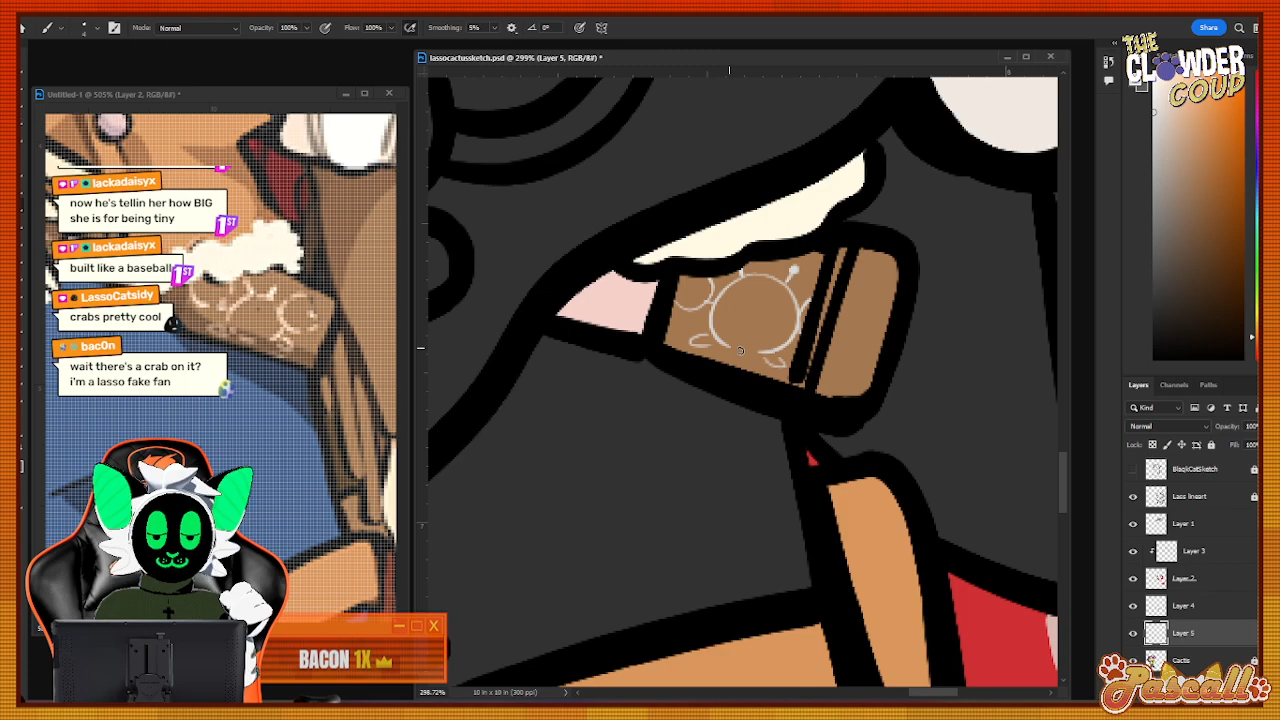 Mode: Normal Opacity: 100% Flow: 100% Smoothing: 5% 0° Share
THE CLOWDER COUP
lassocactussketch.psd @ 299% (Layer 5, RGB/8#) *
Untitled-1 @ 505% (Layer 2, RGB/8#) *
lackadaisyx
now he's tellin her how BIG
she is for being tiny
1ST
lackadaisyx
built like a baseball
1ST
LassoCatsidy
crabs pretty cool
bac0n
wait there's a crab on it?
i'm a lasso fake fan
BACON 1X
Layers Channels Paths
Kind
Normal Opacity: 100%
Lock: Fill: 100%
BlaqkCatSketch
Lass lineart
Layer 1
Layer 3
Layer 2
Layer 4
Layer 5
Cactis
298.72% 10 in x 10 in (300 ppi)
Pascall